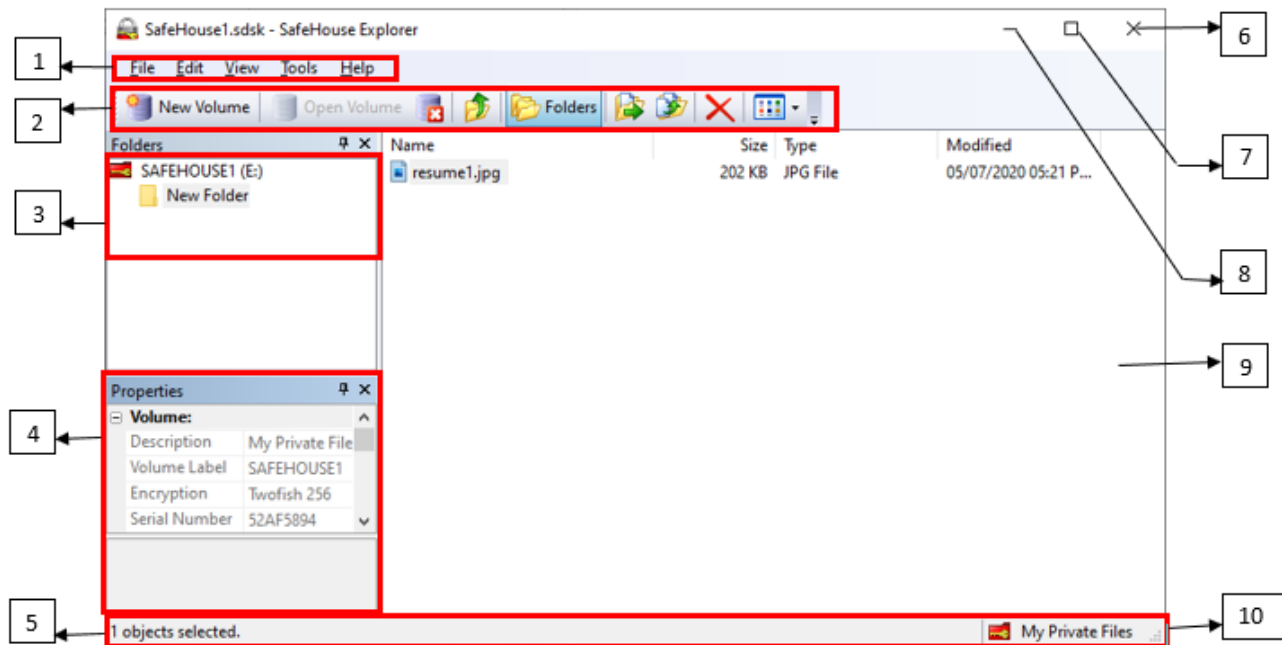 SafeHouse1.sdsk - SafeHouse Explorer
6
1
File Edit View Tools Help
2
New Volume Open Volume Folders
Folders
Name Size Type Modified
7
SAFEHOUSE1 (E:)
resume1.jpg 202 KB JPG File 05/07/2020 05:21 P...
New Folder
3
8
9
Properties
Volume:
4
Description My Private File
Volume Label SAFEHOUSE1
Encryption Twofish 256
Serial Number 52AF5894
5
1 objects selected.
My Private Files
10